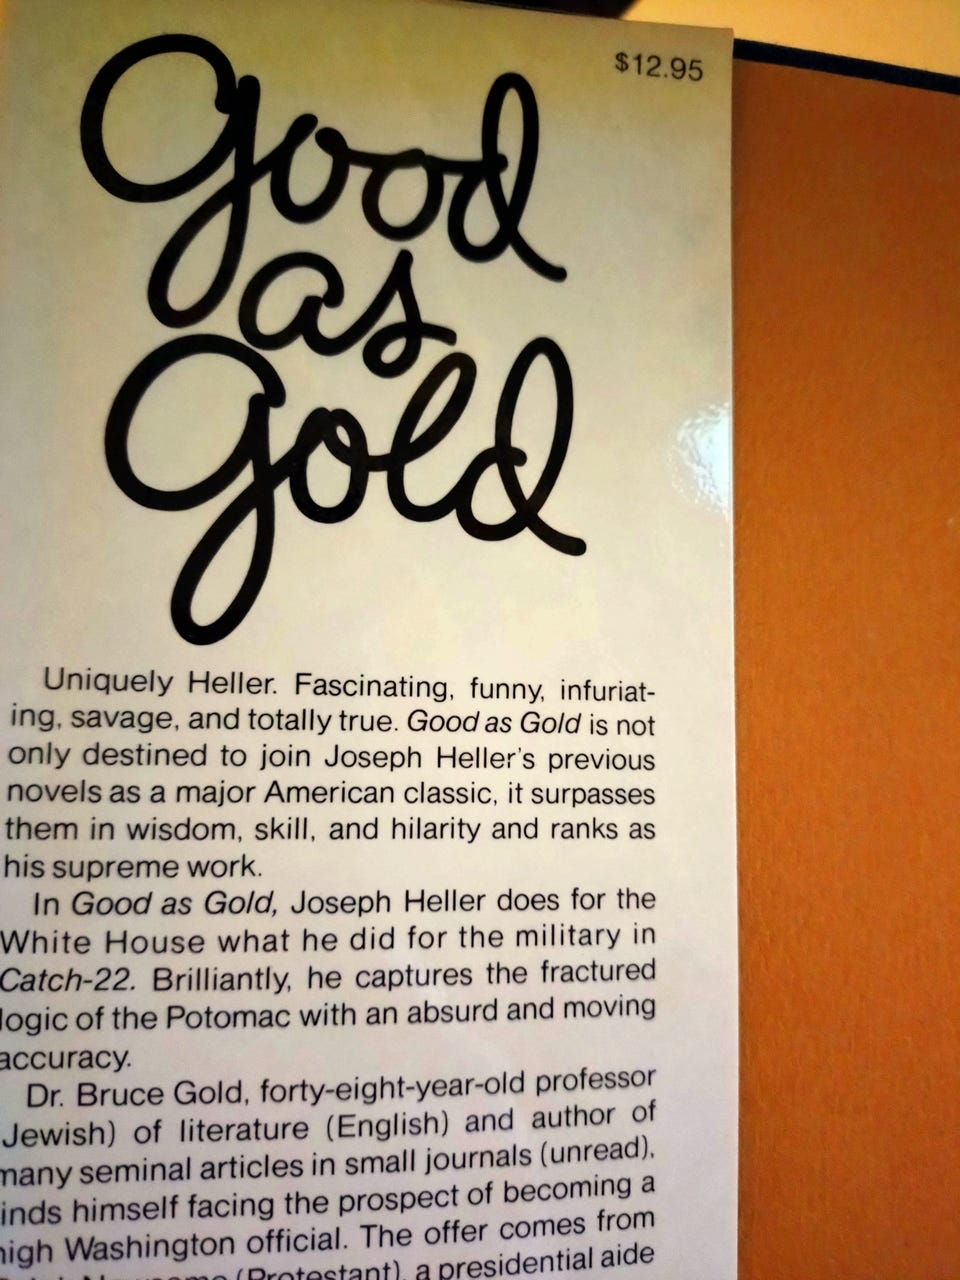 $12.95
Good
as
Gold
Uniquely Heller. Fascinating, funny, infuriat-
ing, savage, and totally true. Good as Gold is not
only destined to join Joseph Heller's previous
novels as a major American classic, it surpasses
them in wisdom, skill, and hilarity and ranks as
his supreme work.
In Good as Gold, Joseph Heller does for the
White House what he did for the military in
Catch-22. Brilliantly, he captures the fractured
logic of the Potomac with an absurd and moving
accuracy.
Dr. Bruce Gold, forty-eight-year-old professor
Jewish) of literature (English) and author of
many seminal articles in small journals (unread),
inds himself facing the prospect of becoming a
high Washington official. The offer comes from
(Protestant), a presidential aide